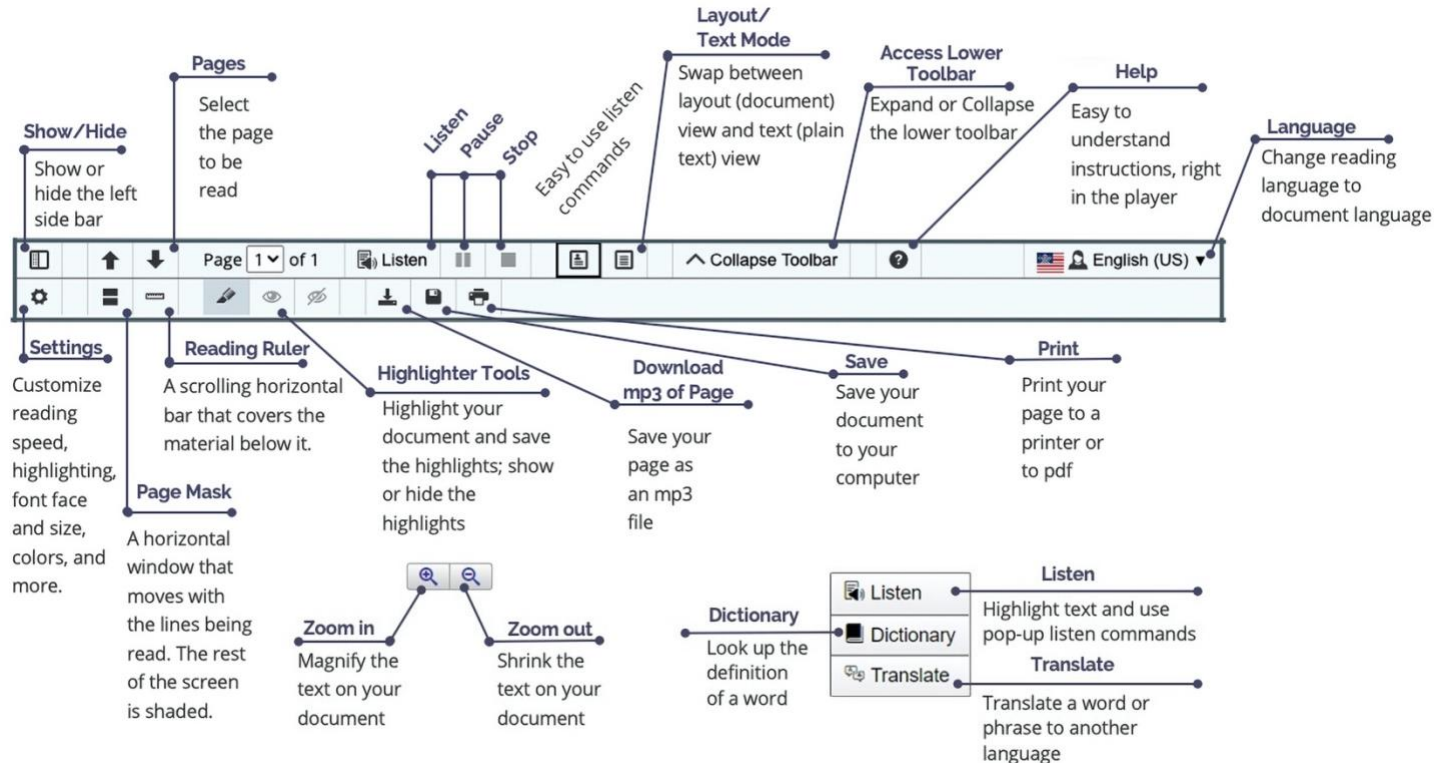 Show/Hide
Show or
hide the left
side bar
Pages
Select
the page
to be
read
Listen
Pause
Stop
Easy to use listen
commands
Layout/
Text Mode
Swap between
layout (document)
view and text (plain
text) view
Access Lower
Toolbar
Expand or Collapse
the lower toolbar
Help
Easy to
understand
instructions, right
in the player
Language
Change reading
language to
document language
Page 1 of 1 Listen Collapse Toolbar English (US)
Settings
Customize
reading
speed,
highlighting,
font face
and size,
colors, and
more.
Page Mask
A horizontal
window that
moves with
the lines being
read. The rest
of the screen
is shaded.
Reading Ruler
A scrolling horizontal
bar that covers the
material below it.
Highlighter Tools
Highlight your
document and save
the highlights; show
or hide the
highlights
Download
mp3 of Page
Save your
page as
an mp3
file
Save
Save your
document
to your
computer
Print
Print your
page to a
printer or
to pdf
Zoom in
Magnify the
text on your
document
Zoom out
Shrink the
text on your
document
Dictionary
Look up the
definition
of a word
Listen
Dictionary
Translate
Listen
Highlight text and use
pop-up listen commands
Translate
Translate a word or
phrase to another
language